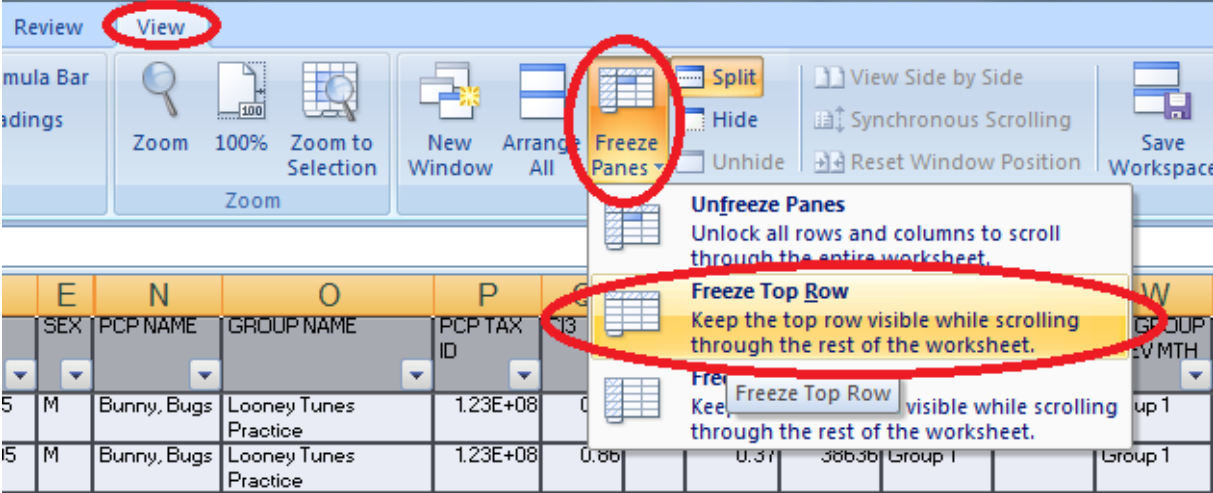 Review View
mula Bar
adings
Zoom
100%
Zoom to
Selection
Zoom
New
Window
Arrange
All
Freeze
Panes
Split
Hide
Unhide
View Side by Side
Synchronous Scrolling
Reset Window Position
Save
Workspace
Unfreeze Panes
Unlock all rows and columns to scroll
through the entire worksheet.
Freeze Top Row
Keep the top row visible while scrolling
through the rest of the worksheet.
Freeze Top Row
visible while scrolling
through the rest of the worksheet.
E N O P W
SEX PCP NAME GROUP NAME PCP TAX GROUP
ID MTH
5 M Bunny, Bugs Looney Tunes 1.23E+08 up 1
Practice
05 M Bunny, Bugs Looney Tunes 1.23E+08 0.86 0.37 38636 Group 1 Group 1
Practice